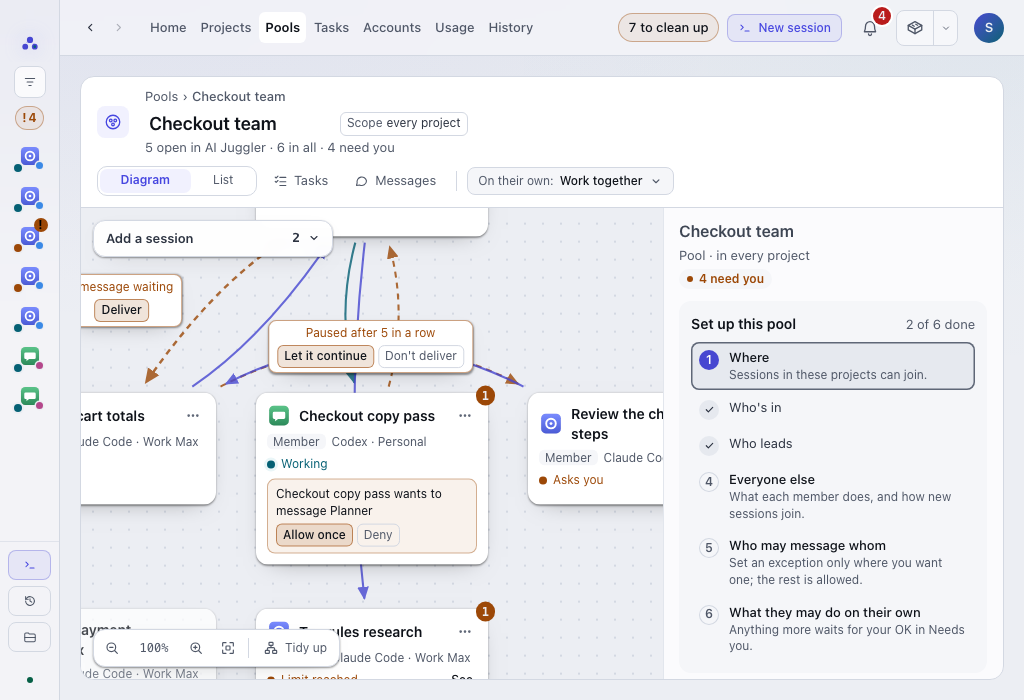 Home Projects Pools Tasks Accounts Usage History
7 to clean up
New session
4
S
! 4
!
Pools › Checkout team
Checkout team
Scope every project
5 open in AI Juggler · 6 in all · 4 need you
Diagram List Tasks Messages
On their own: Work together
Add a session 2
message waiting
Deliver
Paused after 5 in a row
Let it continue Don't deliver
cart totals ···
Code · Work Max
1
Checkout copy pass ···
Member Codex · Personal
Working
Checkout copy pass wants to
message Planner
Allow once Deny
Review the
steps
Member
Asks you
1
research ···
Code · Work Max
Limit reached
100% Tidy up
Code · Work Max
Checkout team
Pool · in every project
4 need you
Set up this pool 2 of 6 done
1 Where
Sessions in these projects can join.
Who's in
Who leads
4 Everyone else
What each member does, and how new
sessions join.
5 Who may message whom
Set an exception only where you want
one; the rest is allowed.
6 What they may do on their own
Anything more waits for your OK in Needs
you.